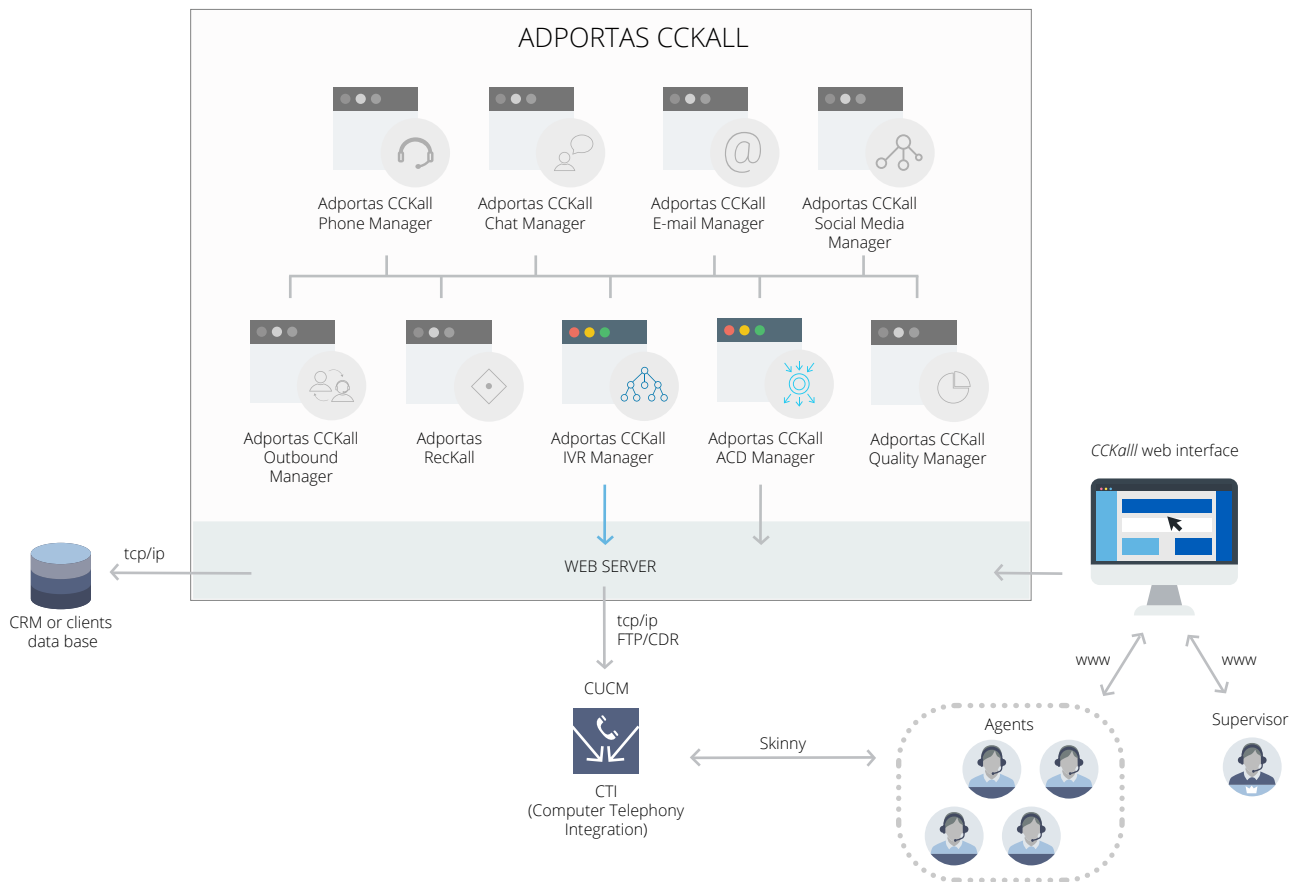 ADPORTAS CCKALL
Adportas CCKall
Phone Manager
Adportas CCKall
Chat Manager
Adportas CCKall
E-mail Manager
Adportas CCKall
Social Media
Manager
Adportas CCKall
Outbound
Manager
Adportas
RecKall
Adportas CCKall
IVR Manager
Adportas CCKall
ACD Manager
Adportas CCKall
Quality Manager
CCKalll web interface
tcp/ip
WEB SERVER
CRM or clients
data base
tcp/ip
FTP/CDR
www
www
CUCM
Skinny
Agents
Supervisor
CTI
(Computer Telephony
Integration)